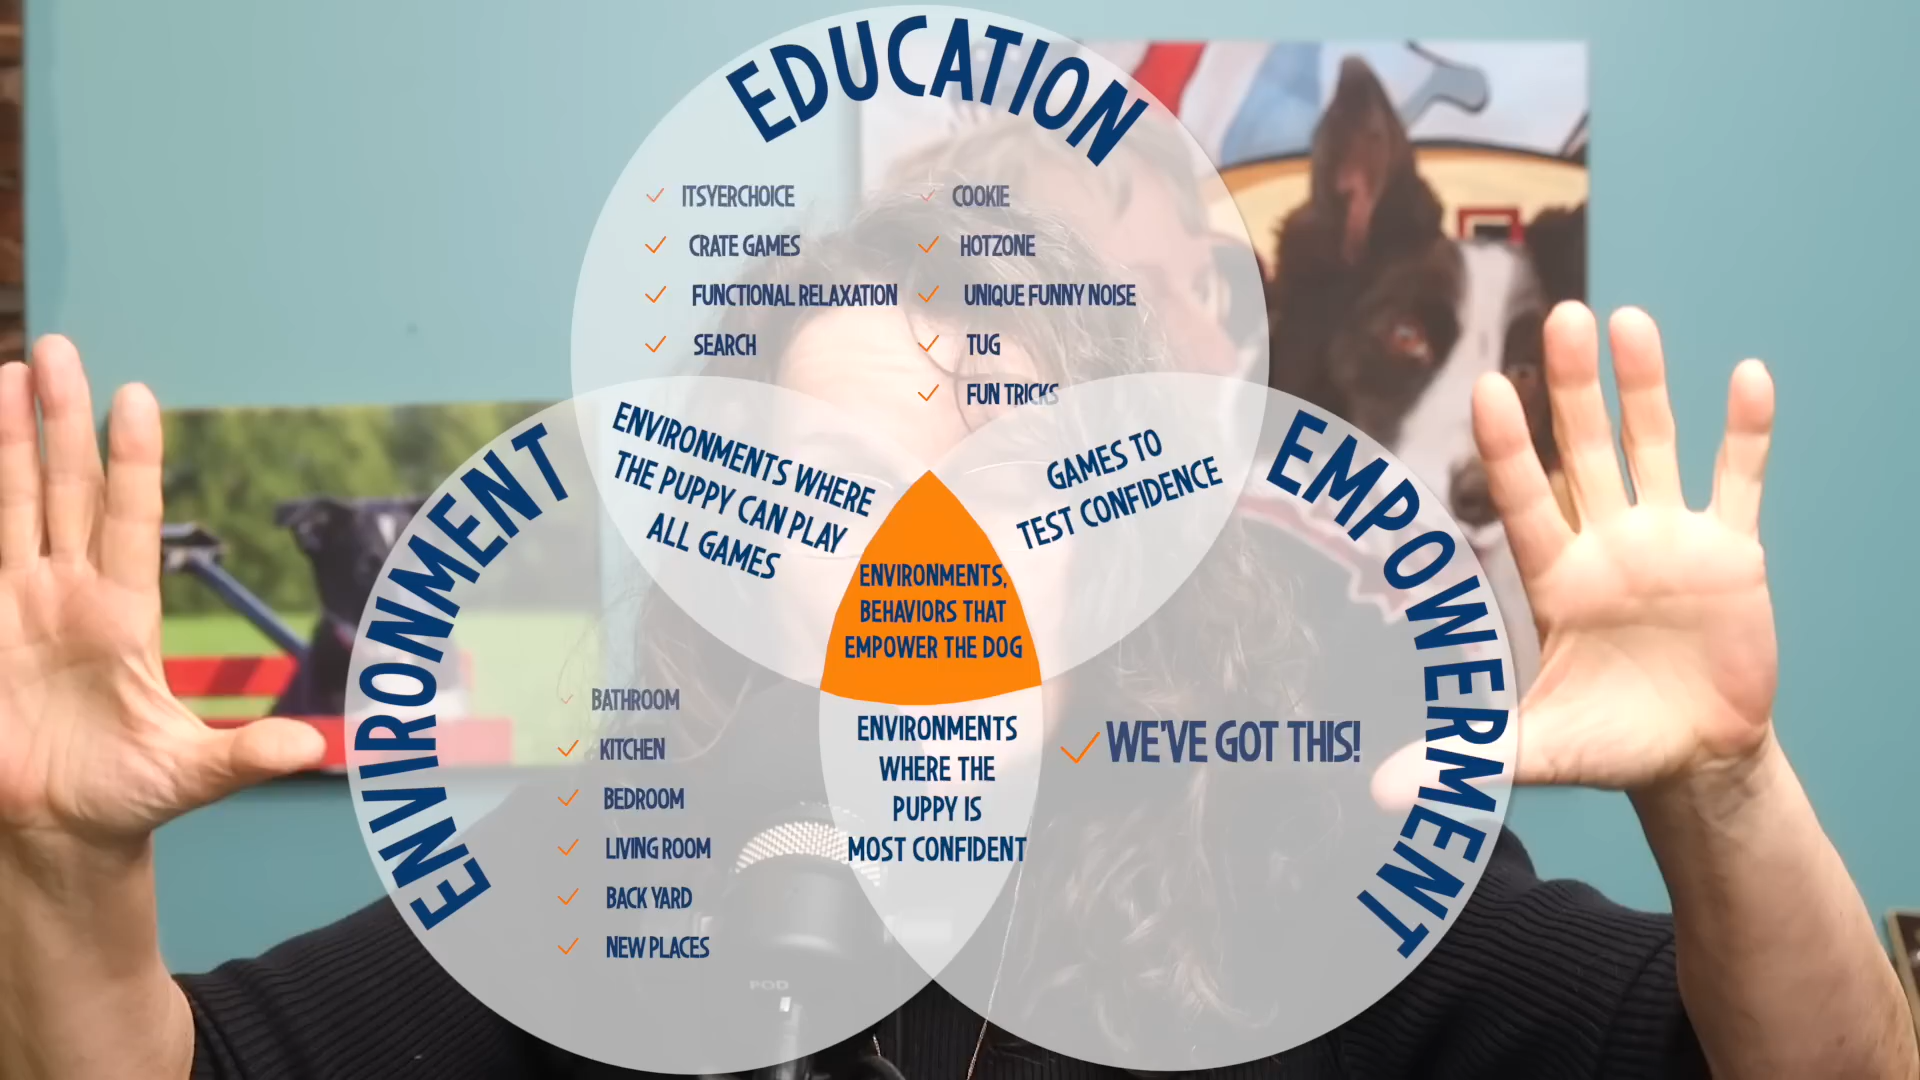 EDUCATION
ITSYERCHOICE
CRATE GAMES
FUNCTIONAL RELAXATION
SEARCH
COOKIE
HOTZONE
UNIQUE FUNNY NOISE
TUG
FUN TRICKS
ENVIRONMENTS WHERE
THE PUPPY CAN PLAY
ALL GAMES
GAMES TO
TEST CONFIDENCE
ENVIRONMENT
EMPOWERMENT
ENVIRONMENTS,
BEHAVIORS THAT
EMPOWER THE DOG
BATHROOM
KITCHEN
BEDROOM
LIVING ROOM
BACK YARD
NEW PLACES
ENVIRONMENTS
WHERE THE
PUPPY IS
MOST CONFIDENT
WE'VE GOT THIS!
POD